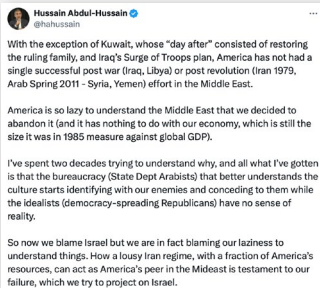 Hussain Abdul-Hussain
@hahussain
With the exception of Kuwait, whose “day after” consisted of restoring
the ruling family, and Iraq’s Surge of Troops plan, America has not had a
single successful post war (Iraq, Libya) or post revolution (Iran 1979,
Arab Spring 2011 - Syria, Yemen) effort in the Middle East.
America is so lazy to understand the Middle East that we decided to
abandon it (and it has nothing to do with our economy, which is still the
size it was in 1985 measure against global GDP).
I’ve spent two decades trying to understand why, and all what I’ve gotten
is that the bureaucracy (State Dept Arabists) that better understands the
culture starts identifying with our enemies and conceding to them while
the idealists (democracy-spreading Republicans) have no sense of
reality.
So now we blame Israel but we are in fact blaming our laziness to
understand things. How a lousy Iran regime, with a fraction of America’s
resources, can act as America’s peer in the Mideast is testament to our
failure, which we try to project on Israel.